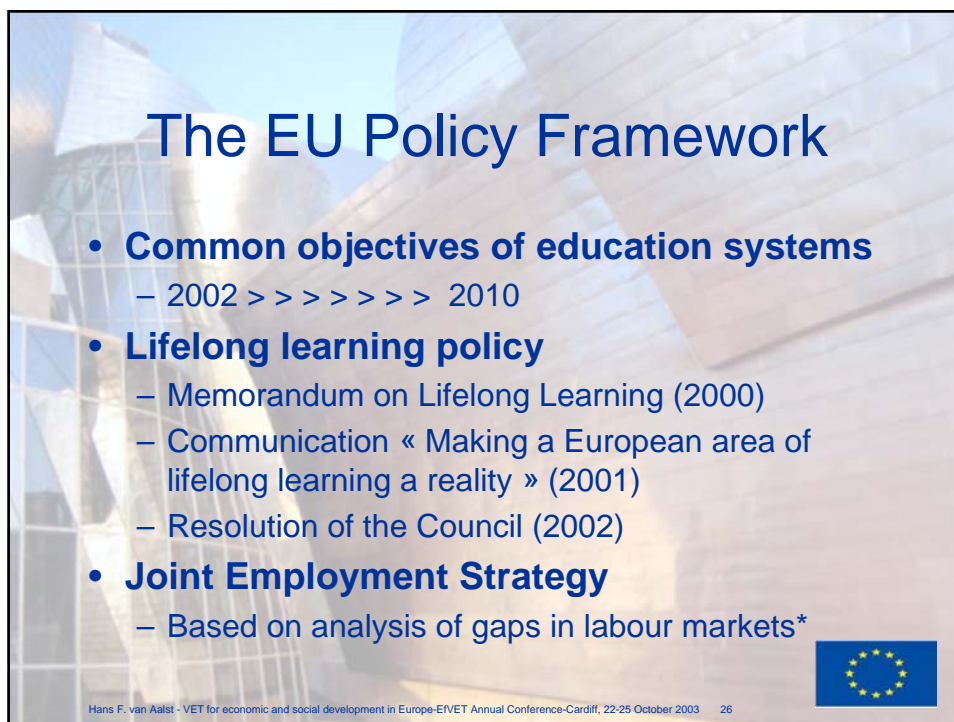 The EU Policy Framework
• Common objectives of education systems
– 2002 > > > > > > > 2010
• Lifelong learning policy
– Memorandum on Lifelong Learning (2000)
– Communication « Making a European area of
lifelong learning a reality » (2001)
– Resolution of the Council (2002)
• Joint Employment Strategy
– Based on analysis of gaps in labour markets*
Hans F. van Aalst - VET for economic and social development in Europe-EfVET Annual Conference-Cardiff, 22-25 October 2003 26